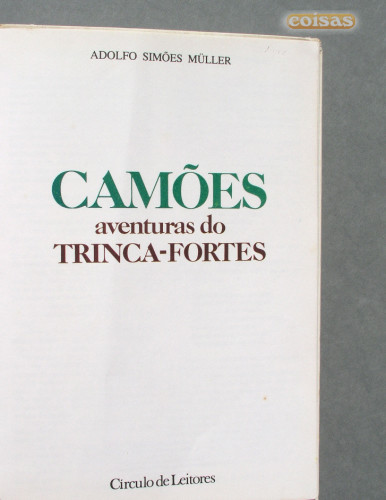 coisas
ADOLFO SIMÕES MÜLLER
CAMÕES
aventuras do
TRINCA-FORTES
Círculo de Leitores